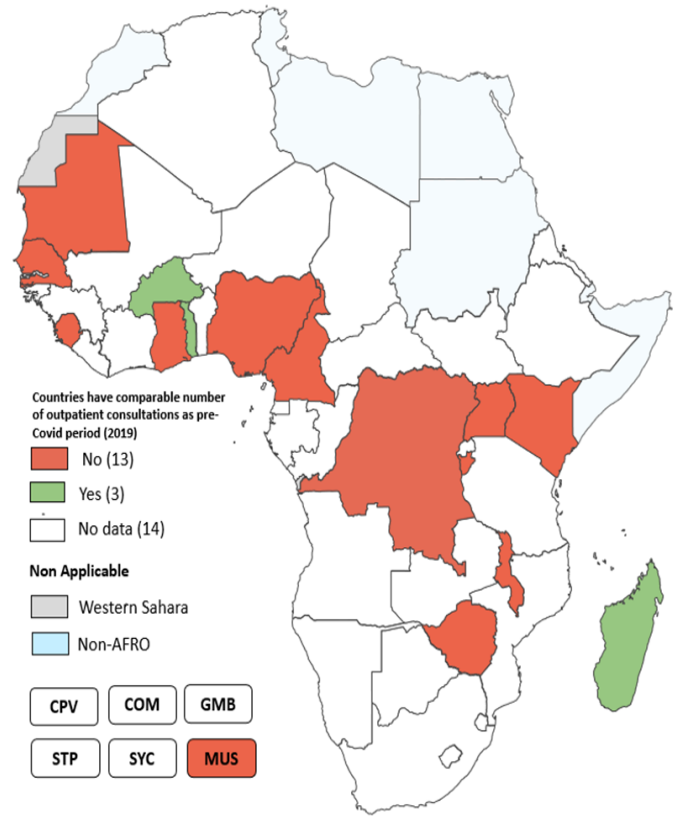 Countries have comparable number
of outpatient consultations as pre-
Covid period (2019)
No (13)
Yes (3)
No data (14)
Non Applicable
Western Sahara
Non-AFRO
CPV COM GMB
STP SYC MUS